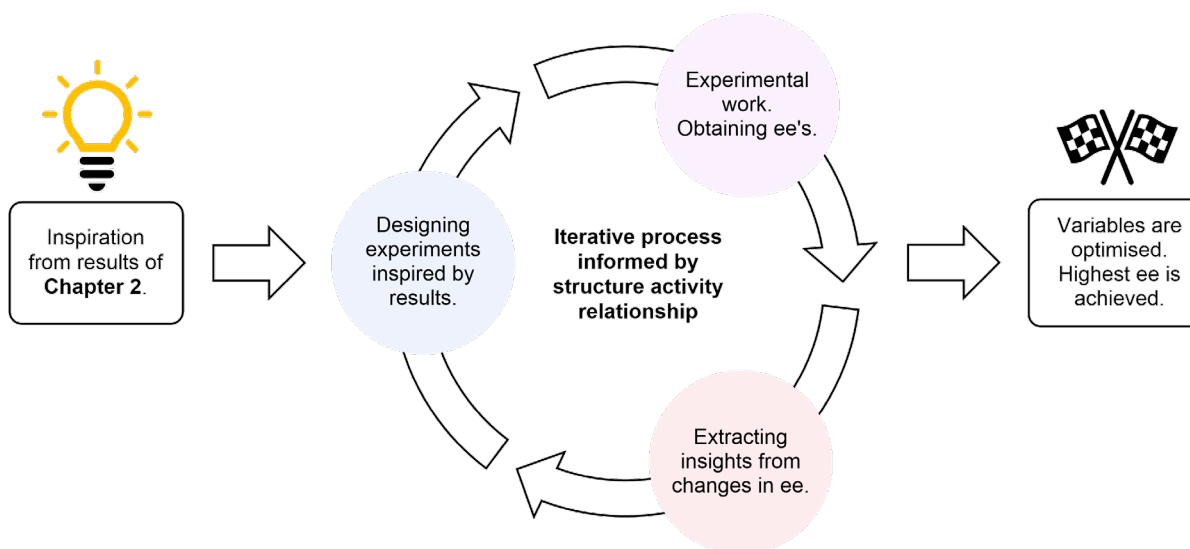 Inspiration
from results of
Chapter 2.
Designing
experiments
inspired by
results.
Experimental
work.
Obtaining ee's.
Iterative process
informed by
structure activity
relationship
Extracting
insights from
changes in ee.
Variables are
optimised.
Highest ee is
achieved.